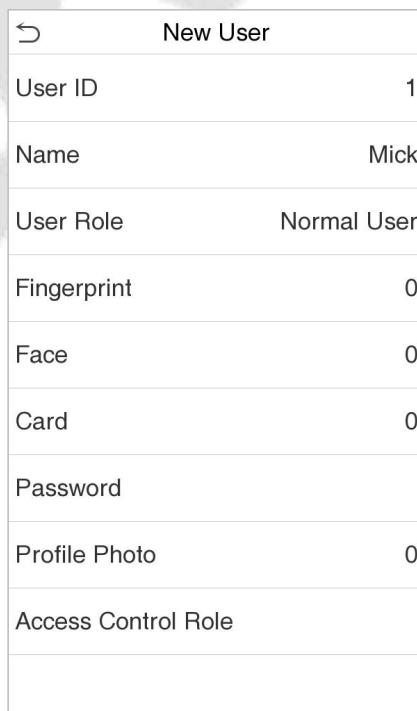 New User
User ID 1
Name Mick
User Role Normal User
Fingerprint 0
Face 0
Card 0
Password
Profile Photo 0
Access Control Role